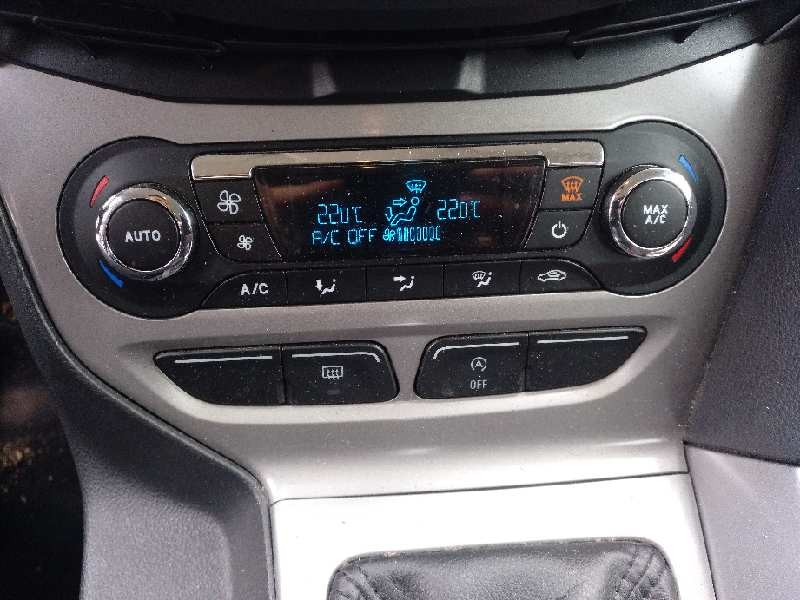 MAX
22.0°C 22.0°C
A/C OFF
AUTO
MAX
A/C
A/C
A
OFF